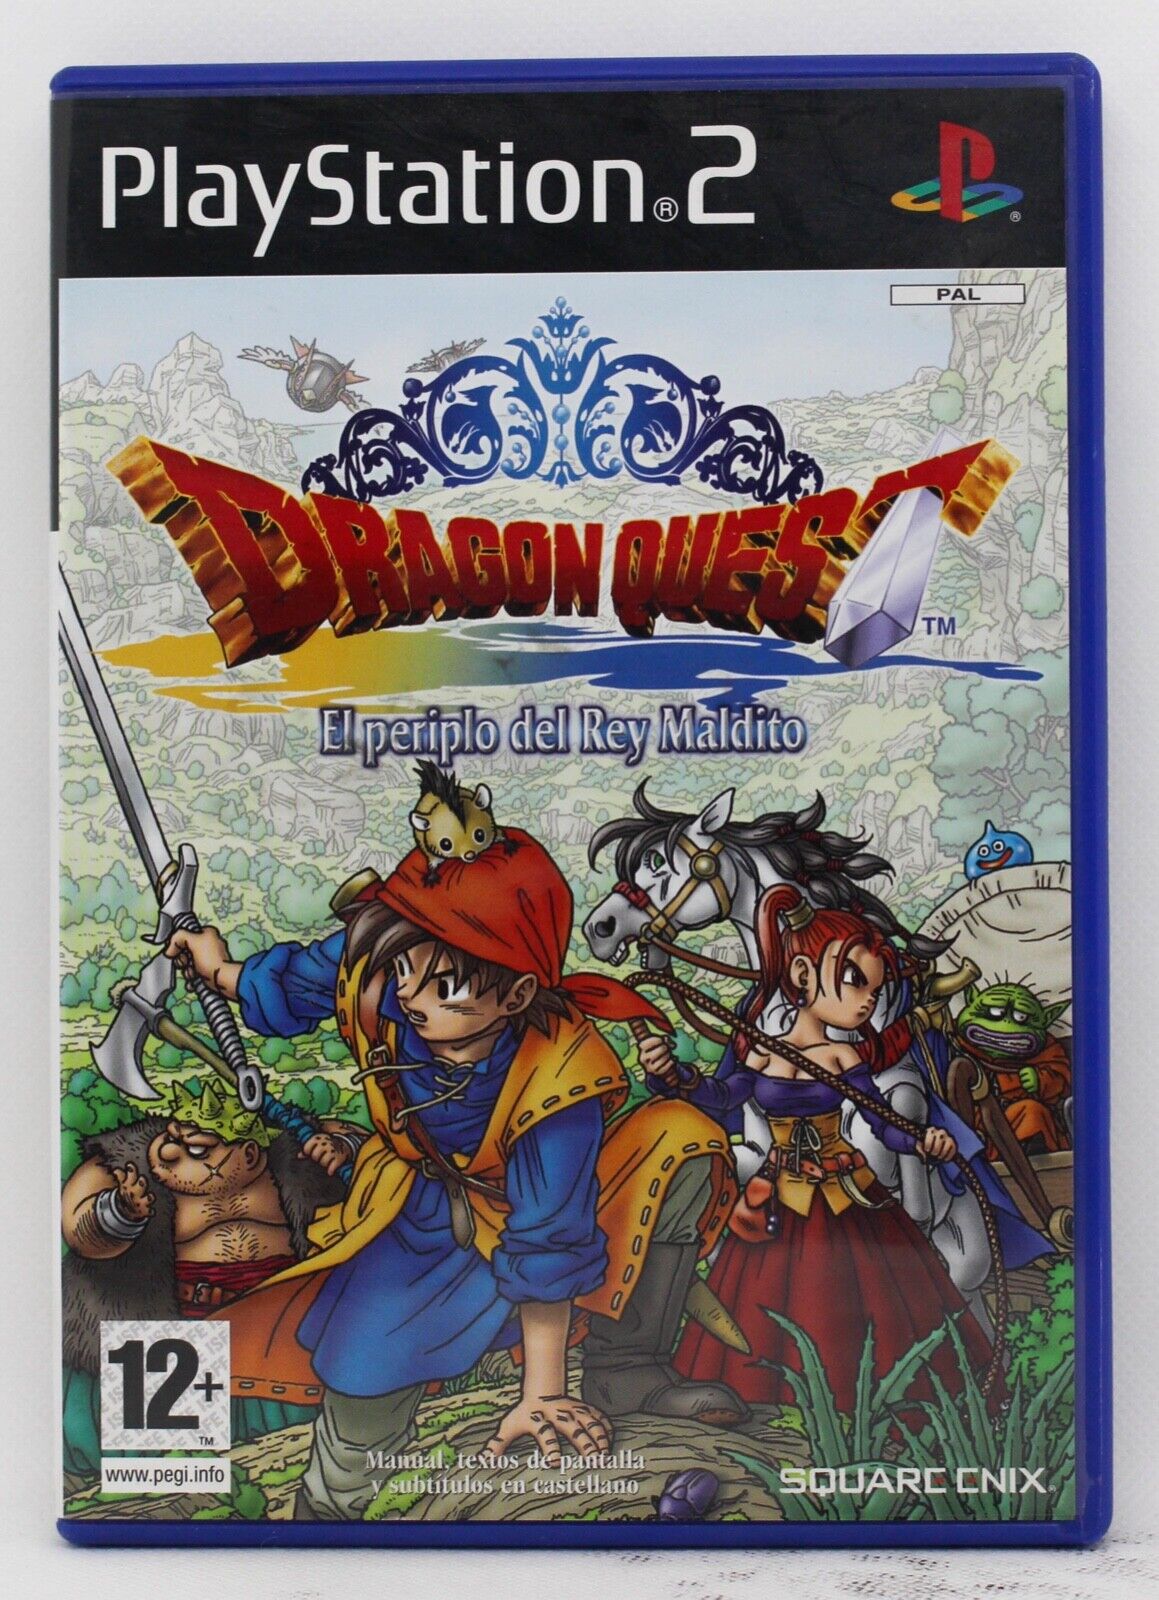 PlayStation®2
®
PAL
DRAGON QUEST
TM
El periplo del Rey Maldito
12+
TM
www.pegi.info
Manual, textos de pantalla
y subtítulos en castellano
SQUARE ENIX®